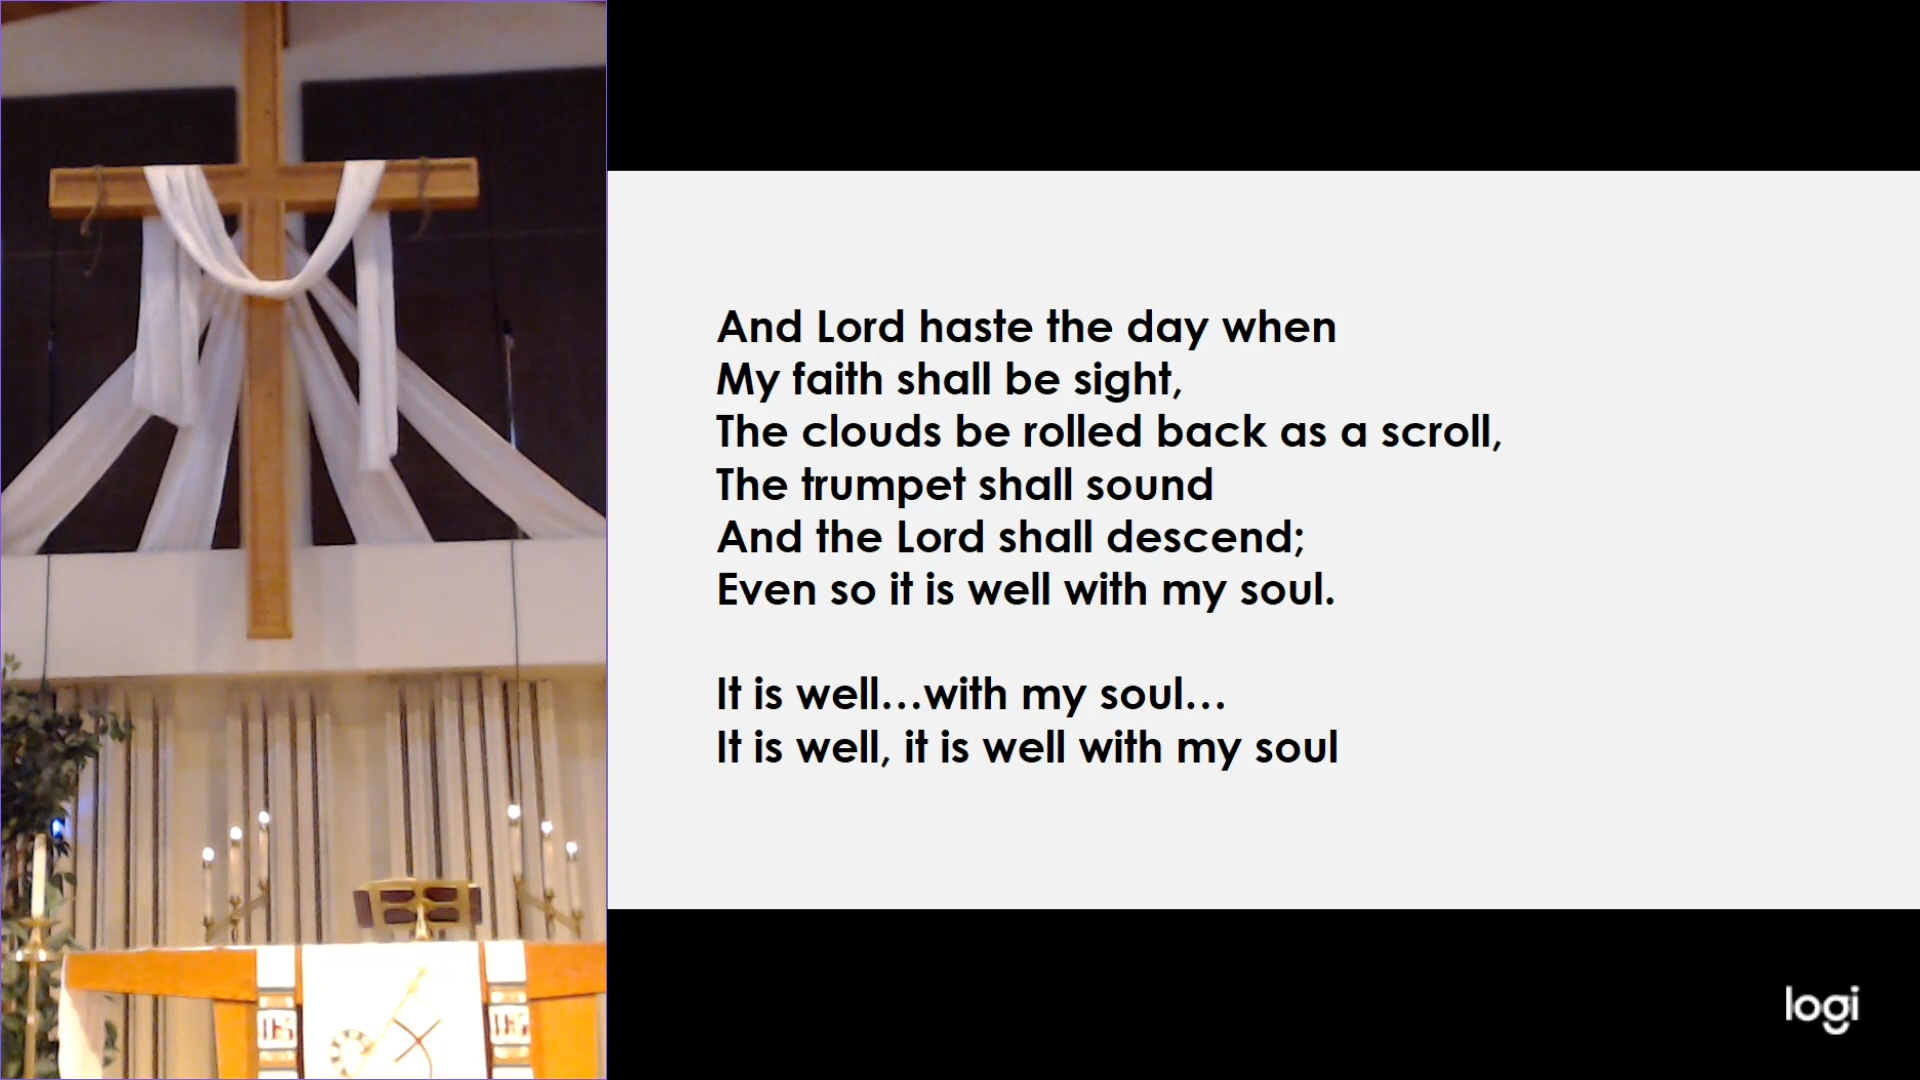 And Lord haste the day when
My faith shall be sight,
The clouds be rolled back as a scroll,
The trumpet shall sound
And the Lord shall descend;
Even so it is well with my soul.
It is well…with my soul…
It is well, it is well with my soul
logi